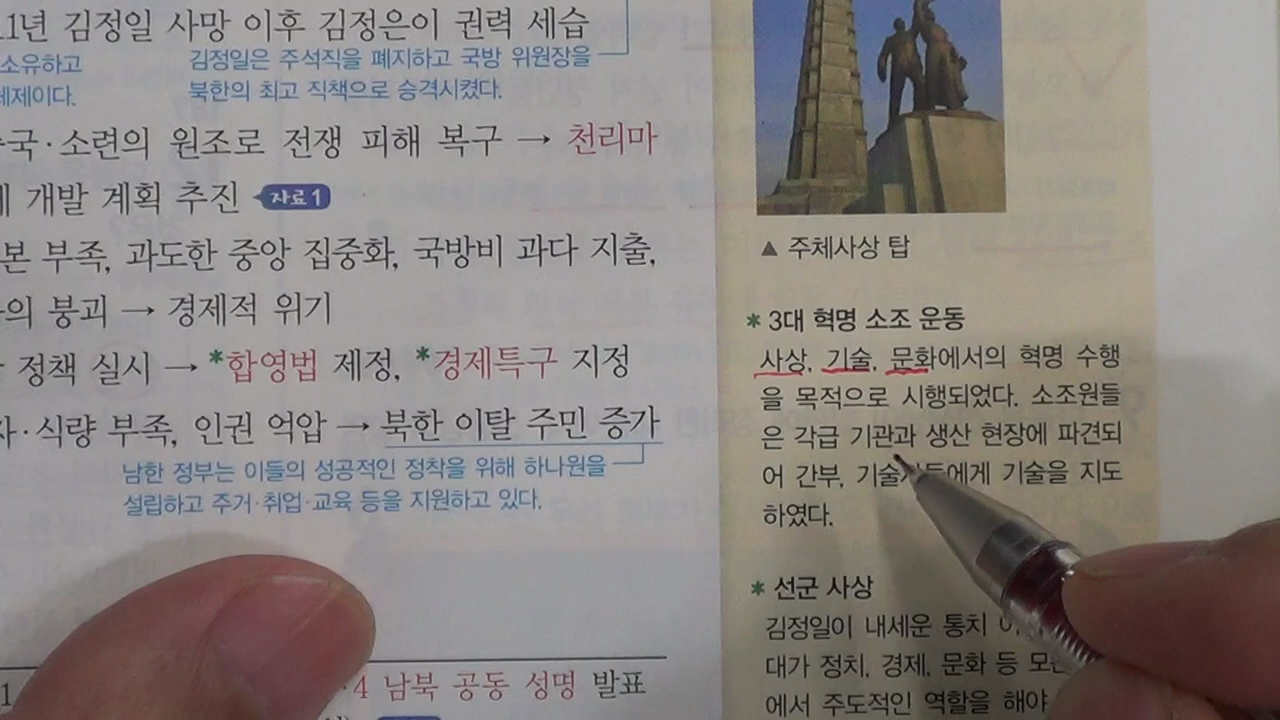 11년 김정일 사망 이후 김정은이 권력 세습
소유하고
김정일은 주석직을 폐지하고 국방 위원장을
체제이다.
북한의 최고 직책으로 승격시켰다.
국·소련의 원조로 전쟁 피해 복구 → 천리마
개발 계획 추진 자료1
본 부족, 과도한 중앙 집중화, 국방비 과다 지출,
의 붕괴 → 경제적 위기
정책 실시 → *합영법 제정, *경제특구 지정
식량 부족, 인권 억압 → 북한 이탈 주민 증가
남한 정부는 이들의 성공적인 정착을 위해 하나원을
설립하고 주거·취업·교육 등을 지원하고 있다.
4 남북 공동 성명 발표
▲ 주체사상 탑
* 3대 혁명 소조 운동
사상, 기술, 문화에서의 혁명 수행
을 목적으로 시행되었다. 소조원들
은 각급 기관과 생산 현장에 파견되
어 간부, 에게 기술을 지도
하였다.
* 선군 사상
김정일이 내세운 통치
대가 정치, 경제, 문화 등
에서 주도적인 역할을 해야